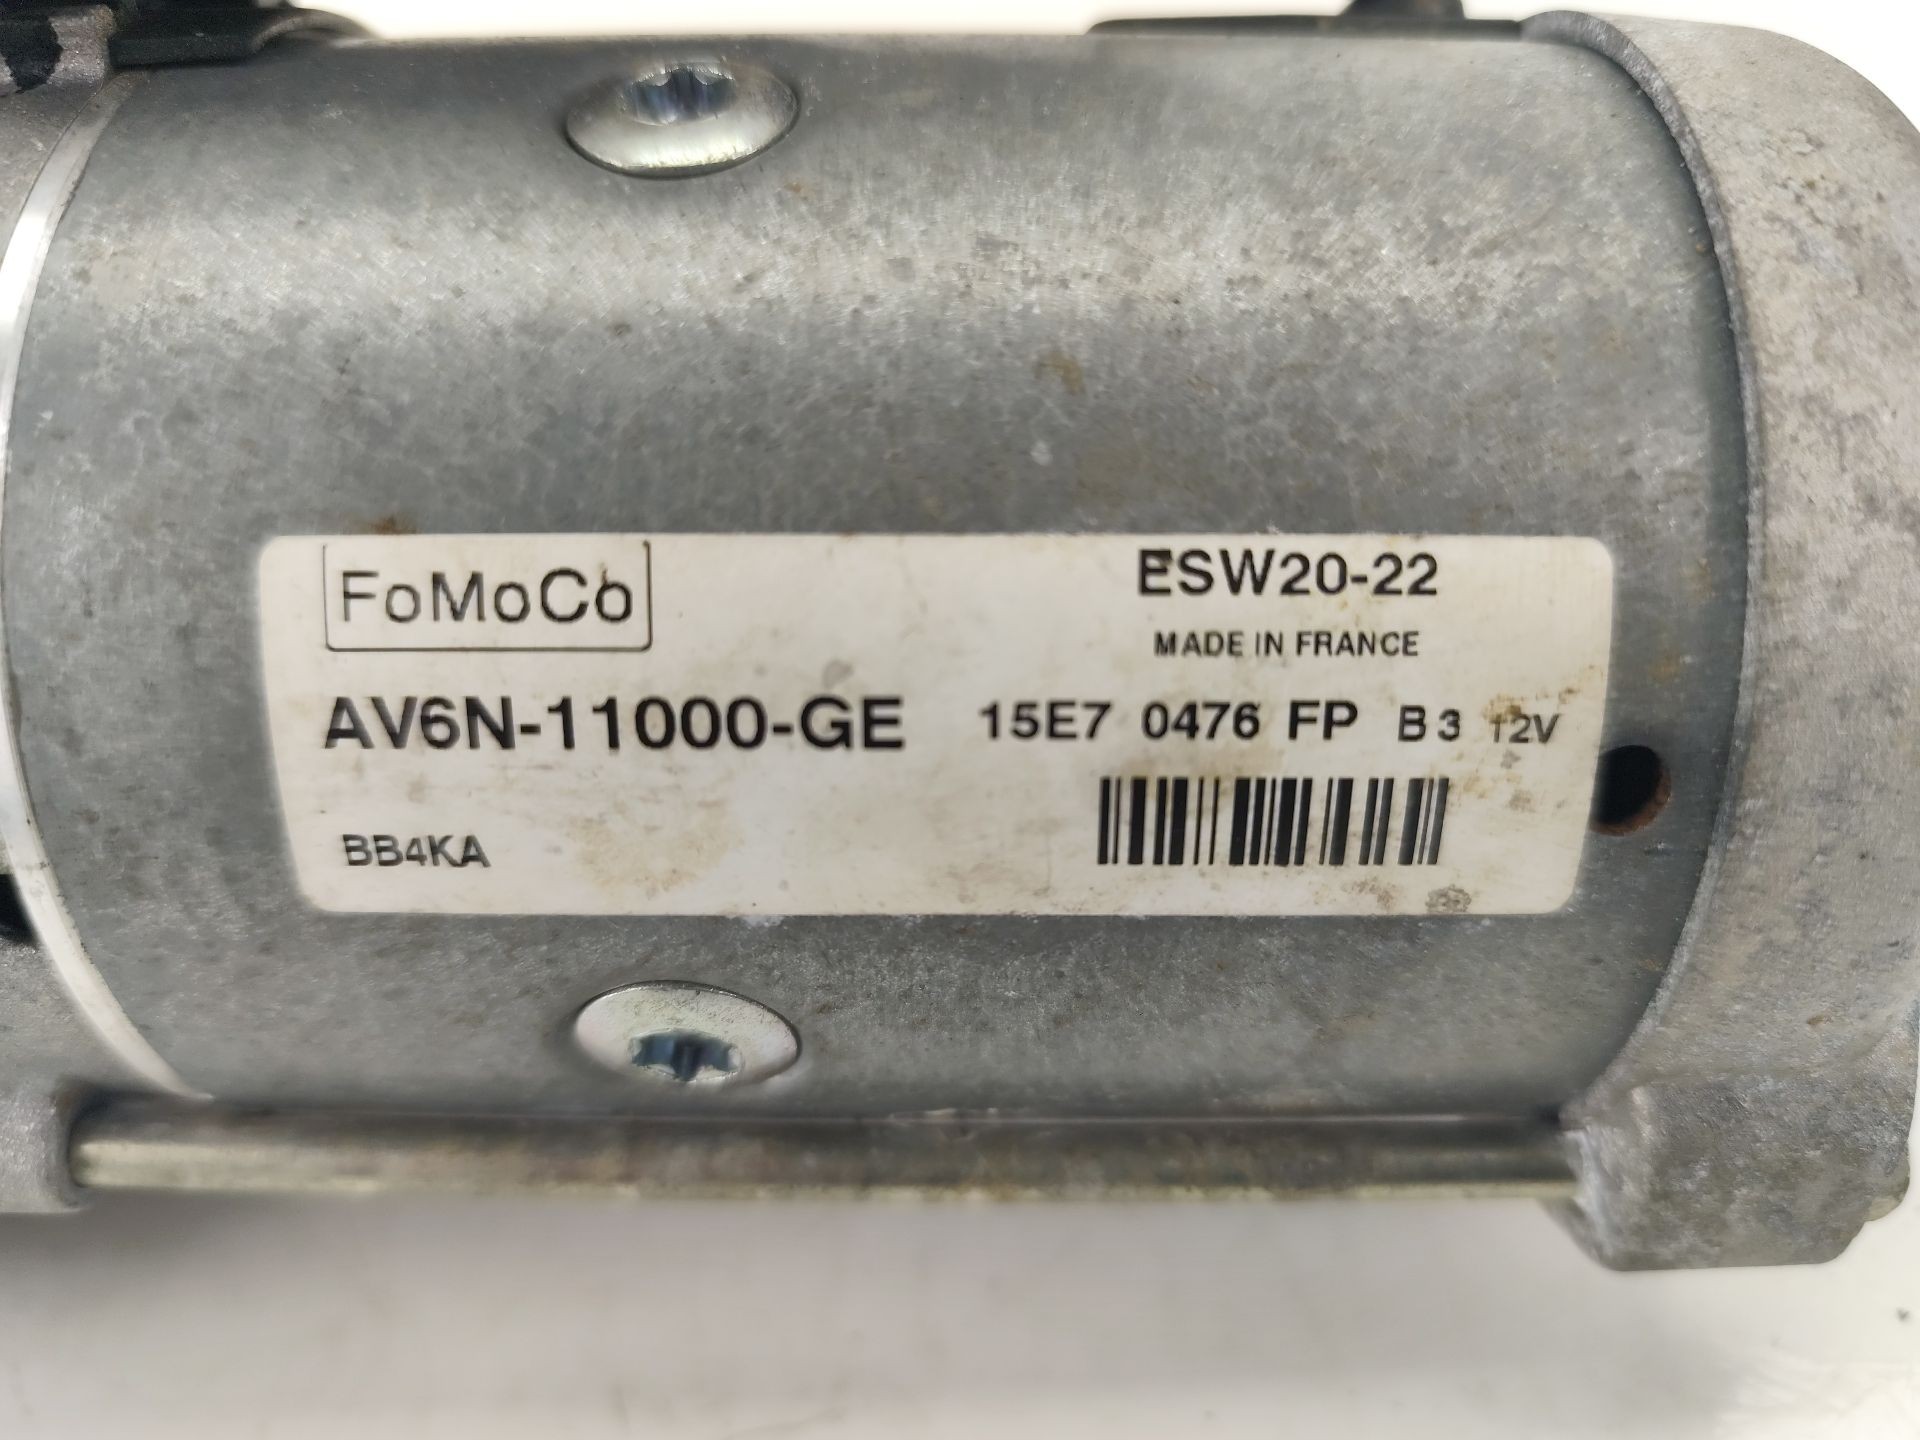 FoMoCo
ESW20-22
MADE IN FRANCE
AV6N-11000-GE
15E7 0476 FP B3 12V
BB4KA